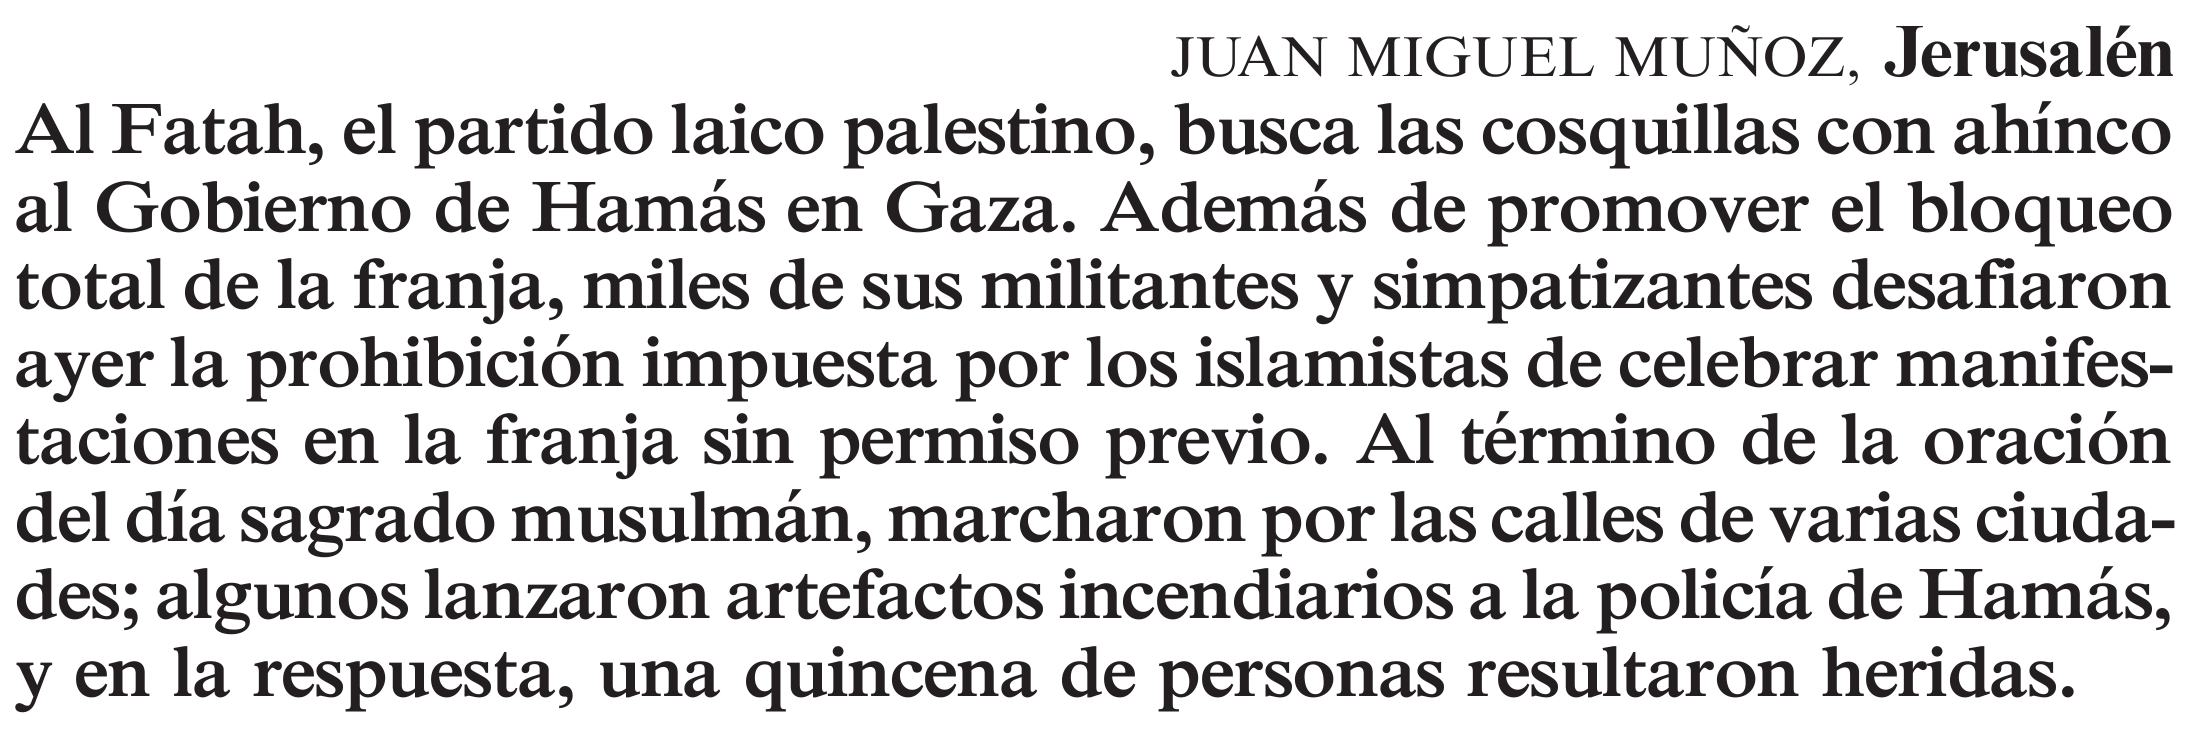 JUAN MIGUEL MUÑOZ, Jerusalén
Al Fatah, el partido laico palestino, busca las cosquillas con ahínco
al Gobierno de Hamás en Gaza. Además de promover el bloqueo
total de la franja, miles de sus militantes y simpatizantes desafiaron
ayer la prohibición impuesta por los islamistas de celebrar manifes-
taciones en la franja sin permiso previo. Al término de la oración
del día sagrado musulmán, marcharon por las calles de varias ciuda-
des; algunos lanzaron artefactos incendiarios a la policía de Hamás,
y en la respuesta, una quincena de personas resultaron heridas.